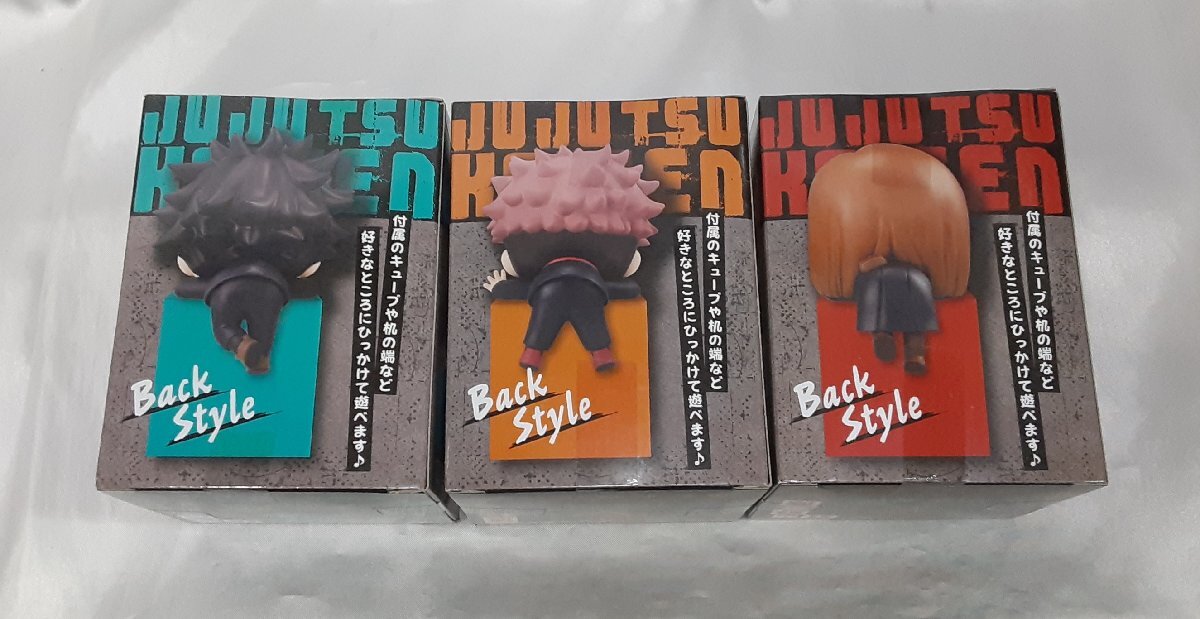 JUJUTSU
KAISEN
付属のキューブや机の端など
好きなところにひっかけて遊べます♪
Back
Style
JUJUTSU
KAISEN
付属のキューブや机の端など
好きなところにひっかけて遊べます♪
Back
Style
JUJUTSU
KAISEN
付属のキューブや机の端など
好きなところにひっかけて遊べます♪
Back
Style